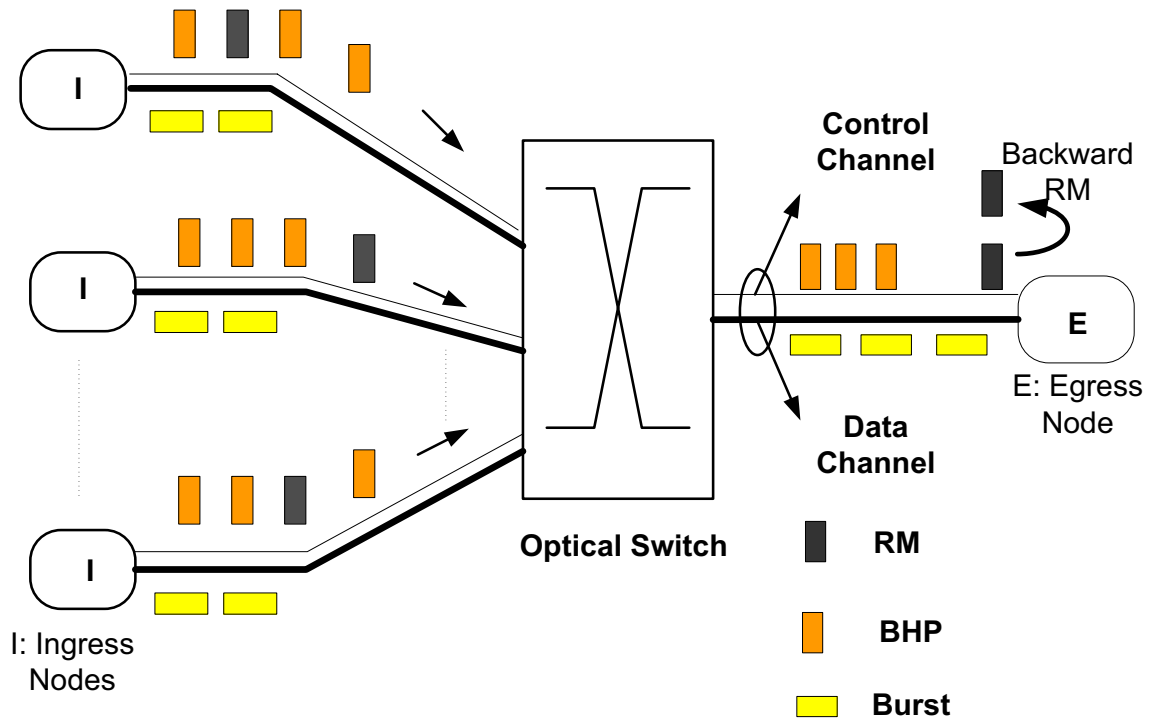 I
Control
Channel
Backward
RM
I
E
E: Egress
Node
Data
Channel
I
Optical Switch
RM
I: Ingress
Nodes
BHP
Burst